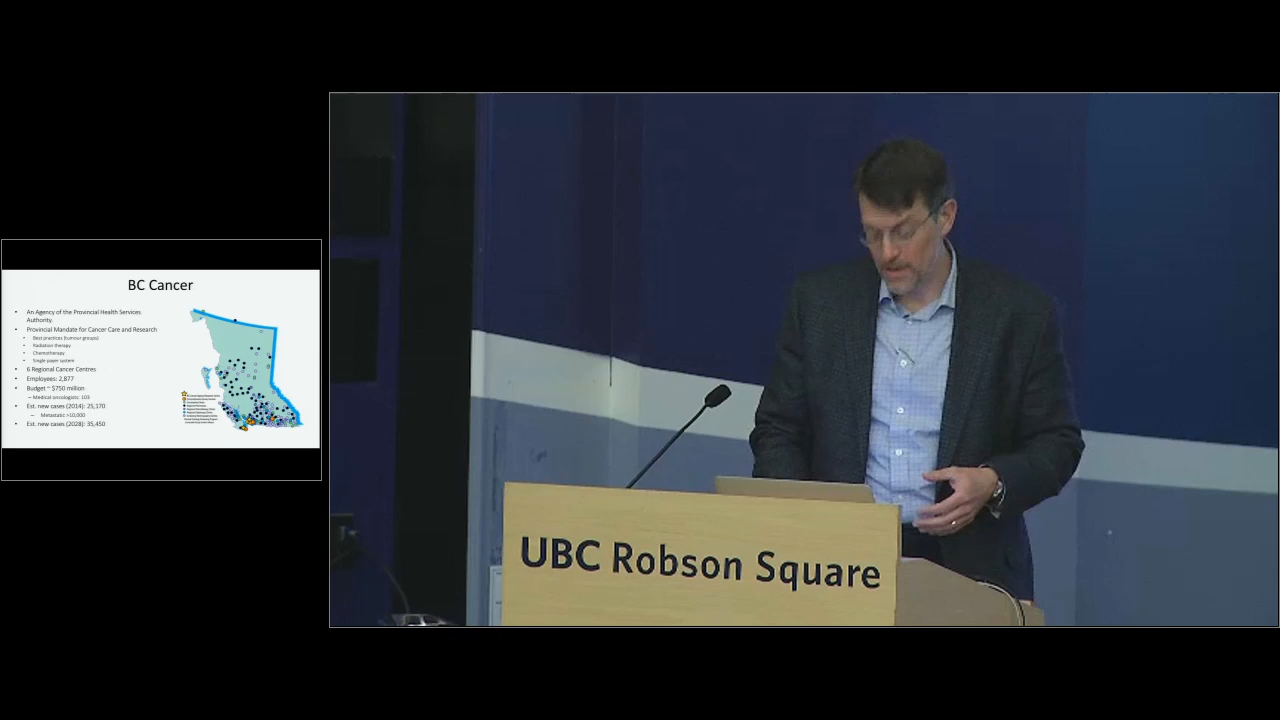 BC Cancer
• An Agency of the Provincial Health Services
Authority.
• Provincial Mandate for Cancer Care and Research
• Best practices (tumour groups)
• Radiation therapy
• Chemotherapy
• Single payer system
• 6 Regional Cancer Centres
• Employees: 2,877
• Budget ~ $750 million
– Medical oncologists: 103
• Est. new cases (2014): 25,170
– Metastatic >10,000
• Est. new cases (2028): 35,450
UBC Robson Square